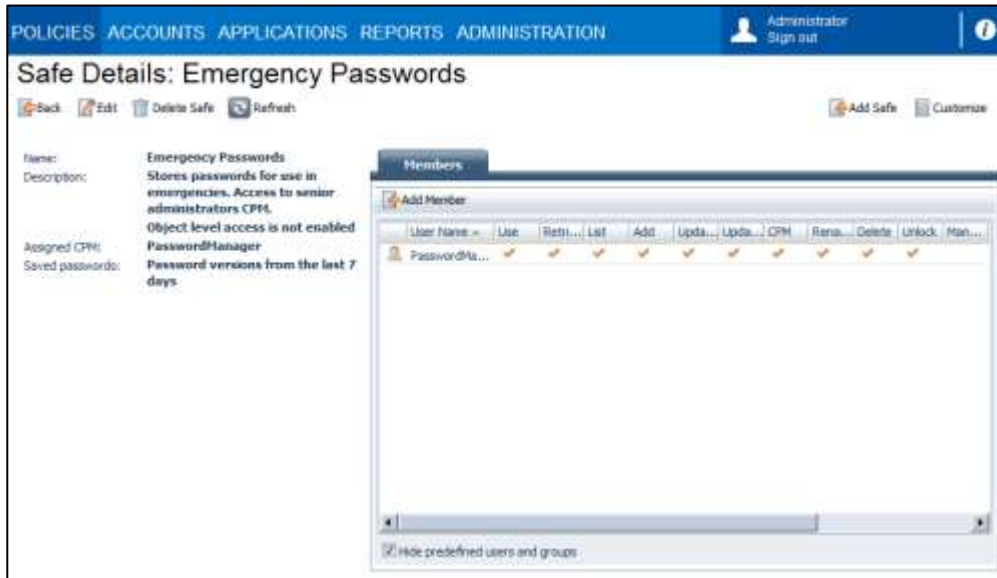 POLICIES ACCOUNTS APPLICATIONS REPORTS ADMINISTRATION
Administrator
Sign out
i
Safe Details: Emergency Passwords
Back Edit Delete Safe Refresh
Add Safe Customize
Name: Emergency Passwords
Description: Stores passwords for use in
emergencies. Access to senior
administrators CPM.
Object level access is not enabled
Assigned CPM: PasswordManager
Saved passwords: Password versions from the last 7
days
Members
Add Member
User Name Use Retri... List Add Upda... Upda... CPM Rena... Delete Unlock Man...
PasswordMa...
Hide predefined users and groups